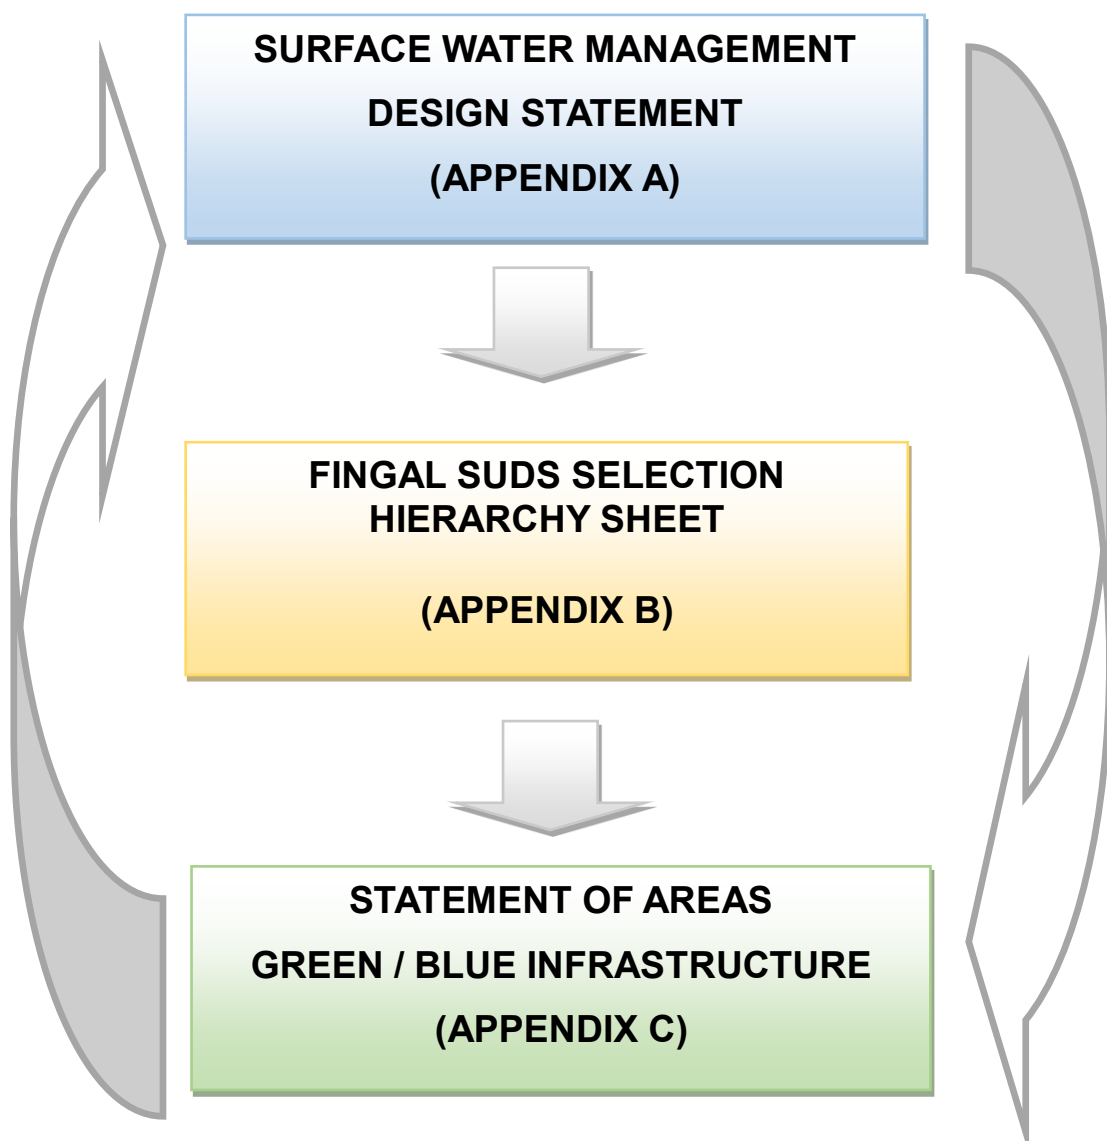 SURFACE WATER MANAGEMENT
DESIGN STATEMENT
(APPENDIX A)
FINGAL SUDS SELECTION
HIERARCHY SHEET
(APPENDIX B)
STATEMENT OF AREAS
GREEN / BLUE INFRASTRUCTURE
(APPENDIX C)